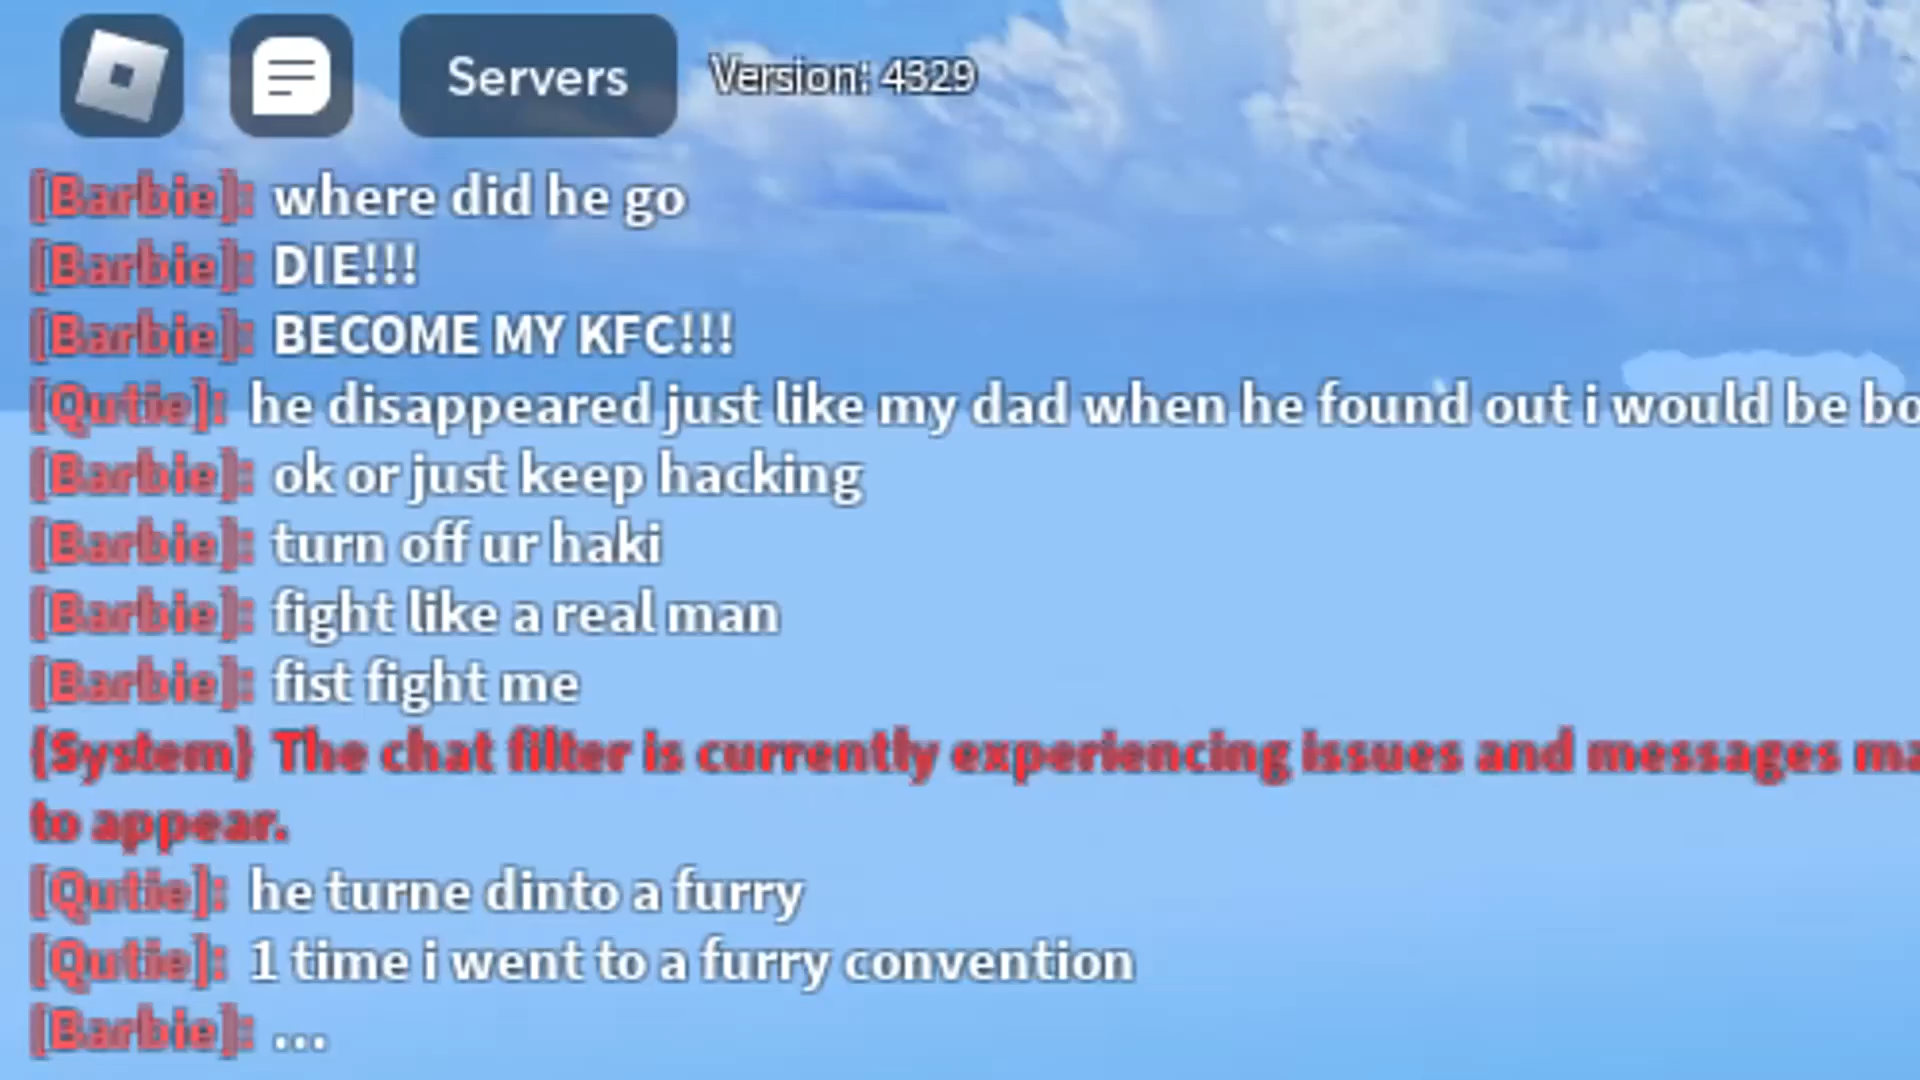 Servers Version: 4329
[Barbie]: where did he go
[Barbie]: DIE!!!
[Barbie]: BECOME MY KFC!!!
[Qutie]: he disappeared just like my dad when he found out i would be
[Barbie]: ok or just keep hacking
[Barbie]: turn off ur haki
[Barbie]: fight like a real man
[Barbie]: fist fight me
{System} The chat filter is currently experiencing issues and messages
to appear.
[Qutie]: he turne dinto a furry
[Qutie]: 1 time i went to a furry convention
[Barbie]: ...